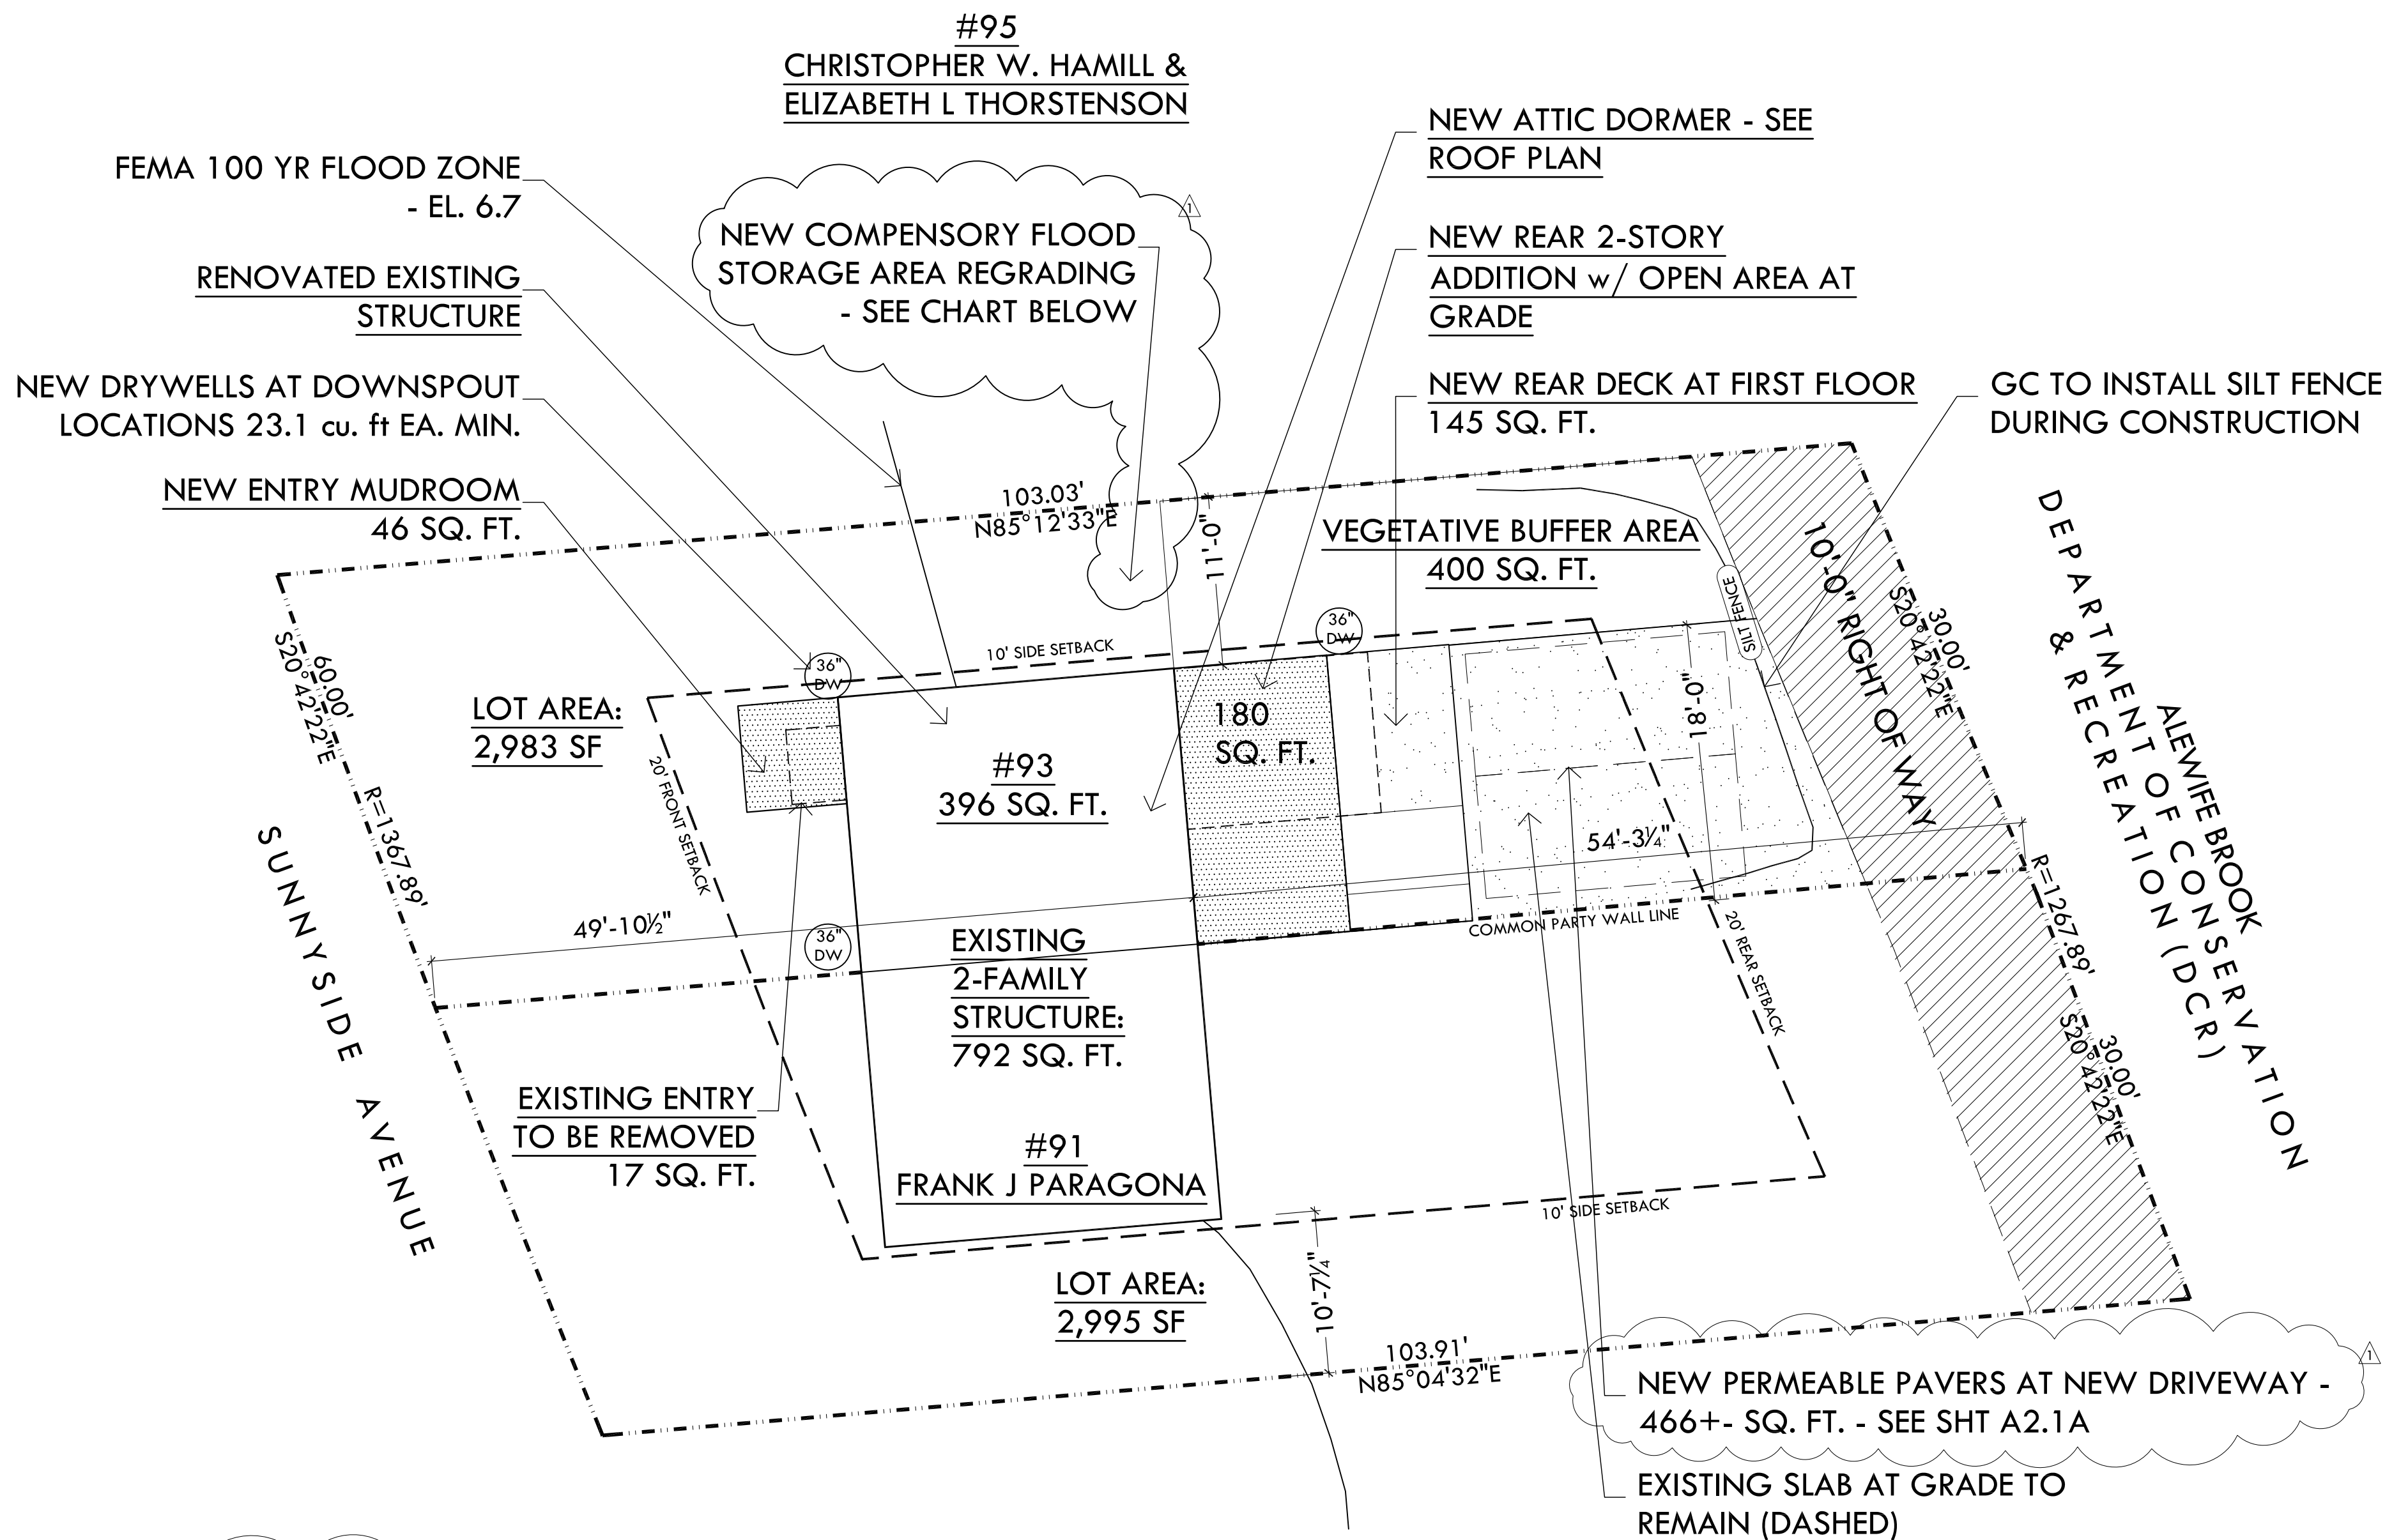 #95
CHRISTOPHER W. HAMILL &
ELIZABETH L THORSTENSON
FEMA 100 YR FLOOD ZONE
- EL. 6.7
RENOVATED EXISTING
STRUCTURE
NEW DRYWELLS AT DOWNSPOUT
LOCATIONS 23.1 cu. ft EA. MIN.
NEW ENTRY MUDROOM
46 SQ. FT.
1
NEW COMPENSORY FLOOD
STORAGE AREA REGRADING
- SEE CHART BELOW
NEW ATTIC DORMER - SEE
ROOF PLAN
NEW REAR 2-STORY
ADDITION w/ OPEN AREA AT
GRADE
NEW REAR DECK AT FIRST FLOOR
145 SQ. FT.
GC TO INSTALL SILT FENCE
DURING CONSTRUCTION
103.03'
N85°12'33"E
11'-0"
VEGETATIVE BUFFER AREA
400 SQ. FT.
SILT FENCE
10'-0" RIGHT OF WAY
30.00'
S20°42'22"E
DEPARTMENT OF CONSERVATION
& RECREATION (DCR)
ALEWIFE BROOK
R=1267.89'
30.00'
S20°42'22"E
60.00'
S20°42'22"E
R=1367.89'
SUNNYSIDE AVENUE
LOT AREA:
2,983 SF
20' FRONT SETBACK
10' SIDE SETBACK
36"
DW
36"
DW
36"
DW
#93
396 SQ. FT.
180
SQ. FT.
18'-0"
54'-3¼"
49'-10½"
COMMON PARTY WALL LINE
20' REAR SETBACK
EXISTING
2-FAMILY
STRUCTURE:
792 SQ. FT.
EXISTING ENTRY
TO BE REMOVED
17 SQ. FT.
#91
FRANK J PARAGONA
10' SIDE SETBACK
10'-7¼"
LOT AREA:
2,995 SF
103.91'
N85°04'32"E
1
NEW PERMEABLE PAVERS AT NEW DRIVEWAY -
466+- SQ. FT. - SEE SHT A2.1A
EXISTING SLAB AT GRADE TO
REMAIN (DASHED)